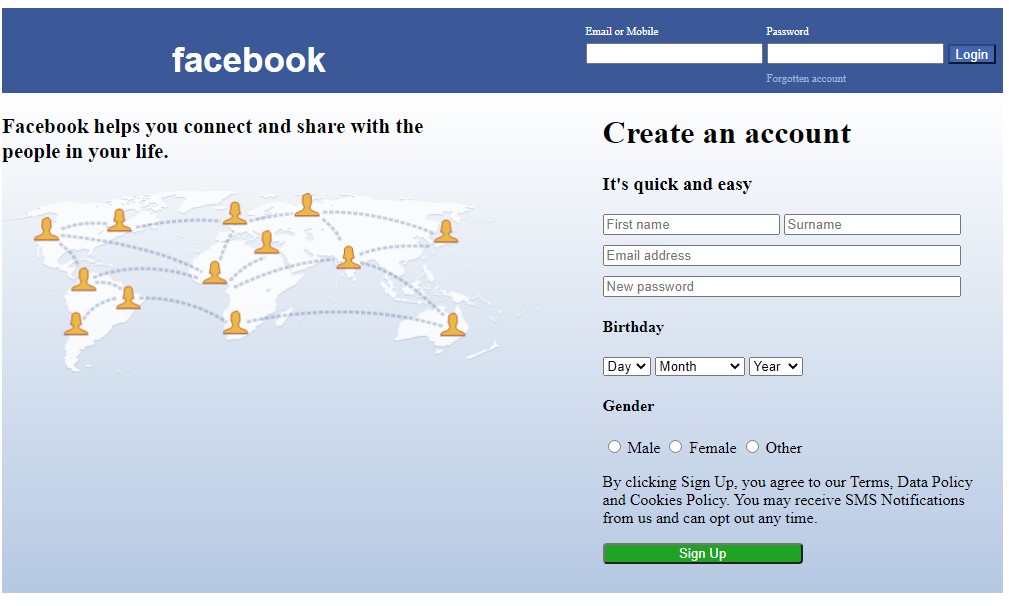 Email or Mobile Password
facebook
Login
Forgotten account
Facebook helps you connect and share with the
people in your life.
Create an account
It's quick and easy
First name Surname
Email address
New password
Birthday
Day Month Year
Gender
Male Female Other
By clicking Sign Up, you agree to our Terms, Data Policy
and Cookies Policy. You may receive SMS Notifications
from us and can opt out any time.
Sign Up